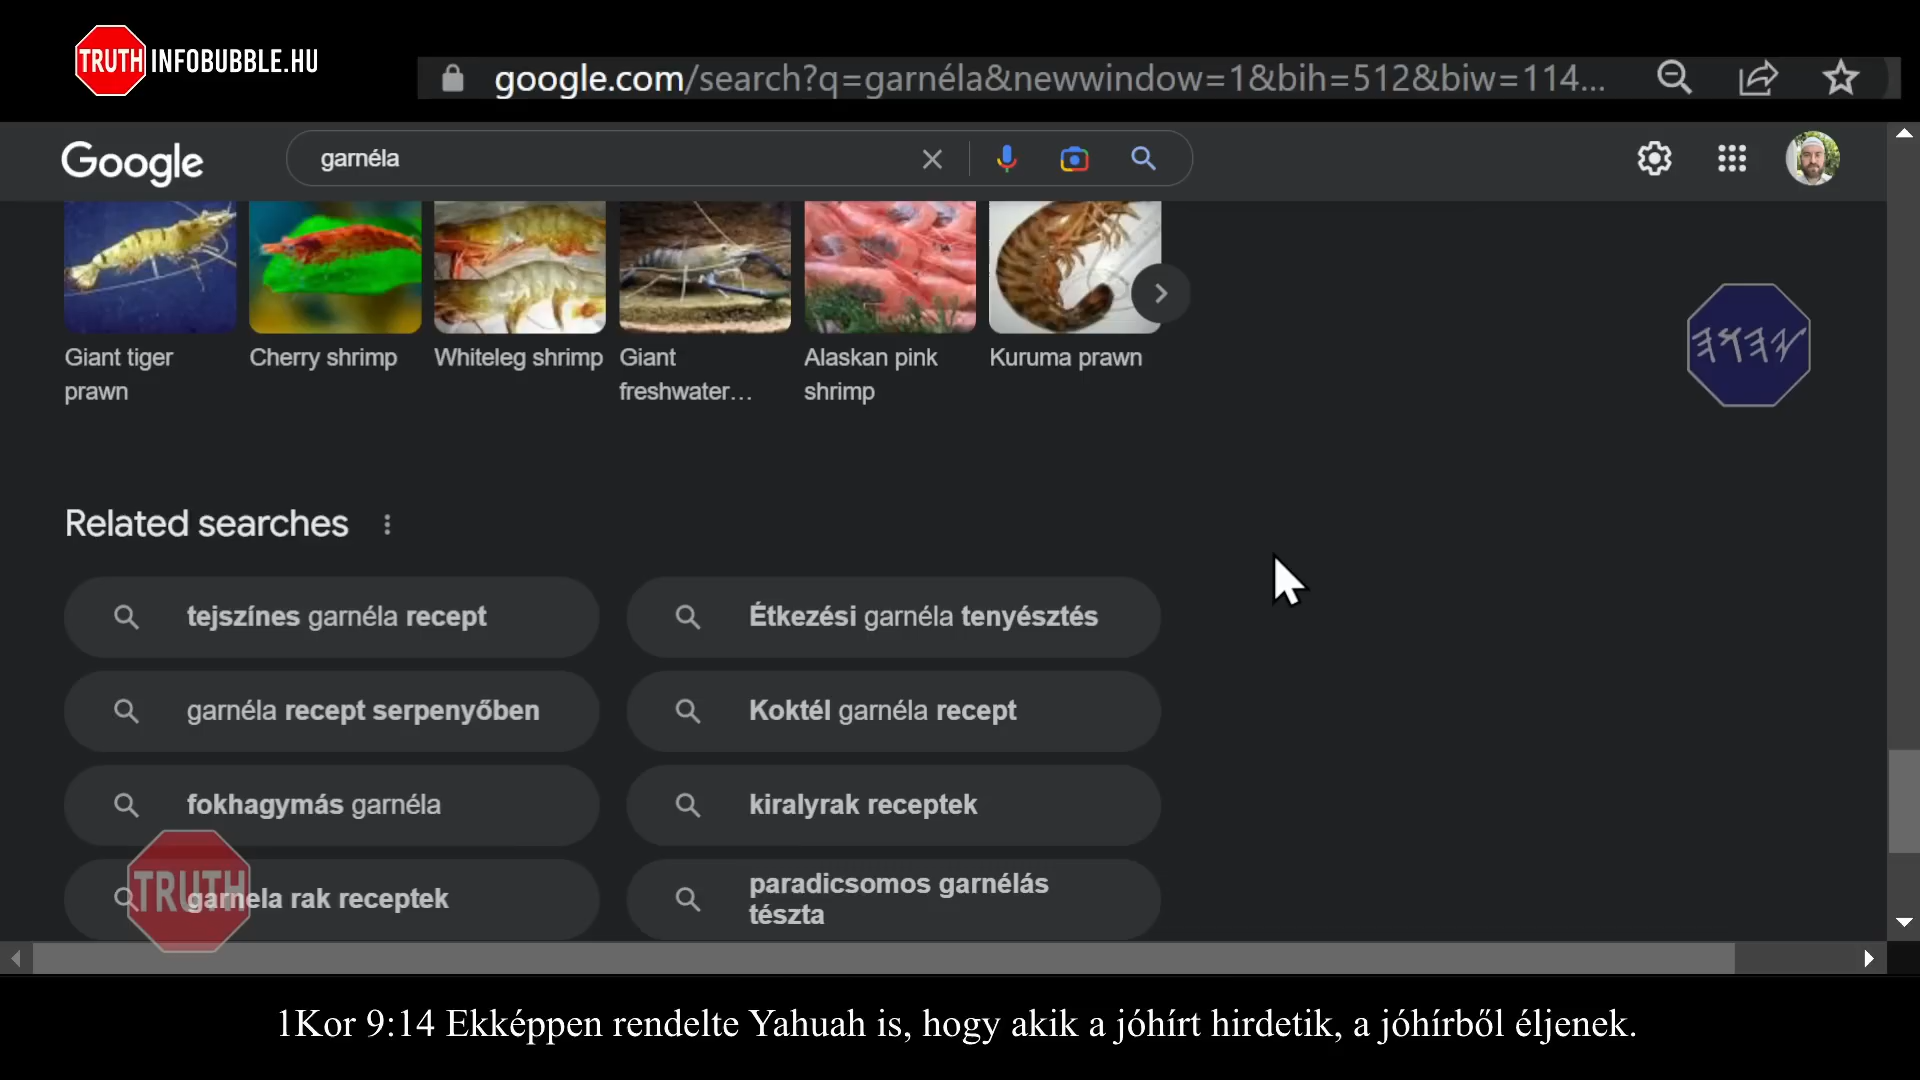 TRUTH INFOBUBBLE.HU
google.com/search?q=garnéla&newwindow=1&bih=512&biw=114...
Google
garnéla
Giant tiger
prawn
Cherry shrimp
Whiteleg shrimp
Giant
freshwater...
Alaskan pink
shrimp
Kuruma prawn
𐤉𐤄𐤅𐤄
Related searches
tejszínes garnéla recept
Étkezési garnéla tenyésztés
garnéla recept serpenyőben
Koktél garnéla recept
fokhagymás garnéla
kiralyrak receptek
garnela rak receptek
paradicsomos garnélás
tészta
TRUTH
1Kor 9:14 Ekképpen rendelte Yahuah is, hogy akik a jóhírt hirdetik, a jóhírből éljenek.